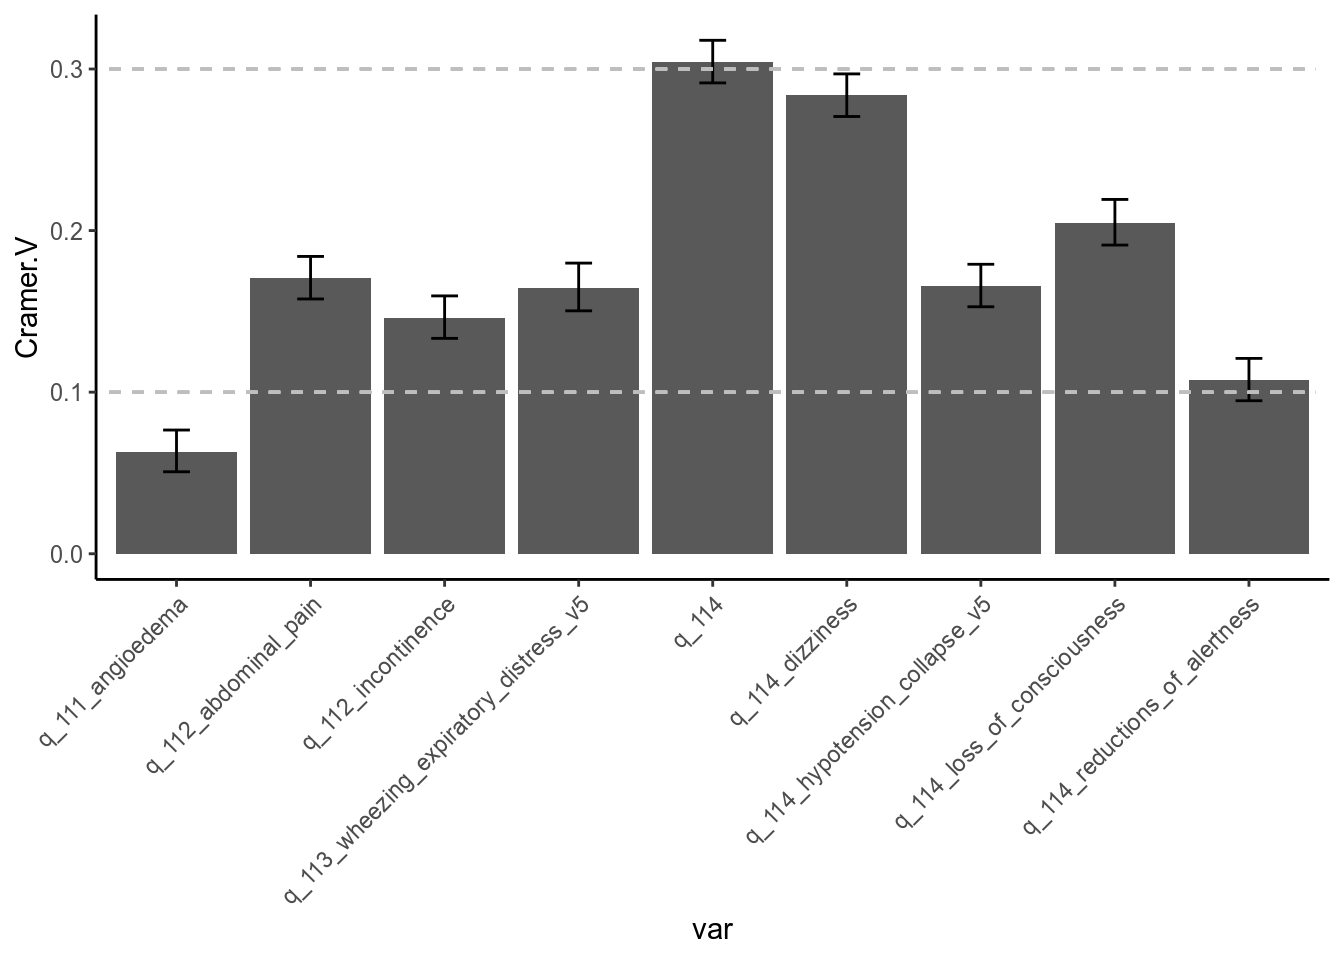 Cramer.V
0.3
0.2
0.1
0.0
q_111_angioedema
q_112_abdominal_pain
q_112_incontinence
q_113_wheezing_expiratory_distress_v5
q_114
q_114_dizziness
q_114_hypotension_collapse_v5
q_114_loss_of_consciousness
q_114_reductions_of_alertness
var